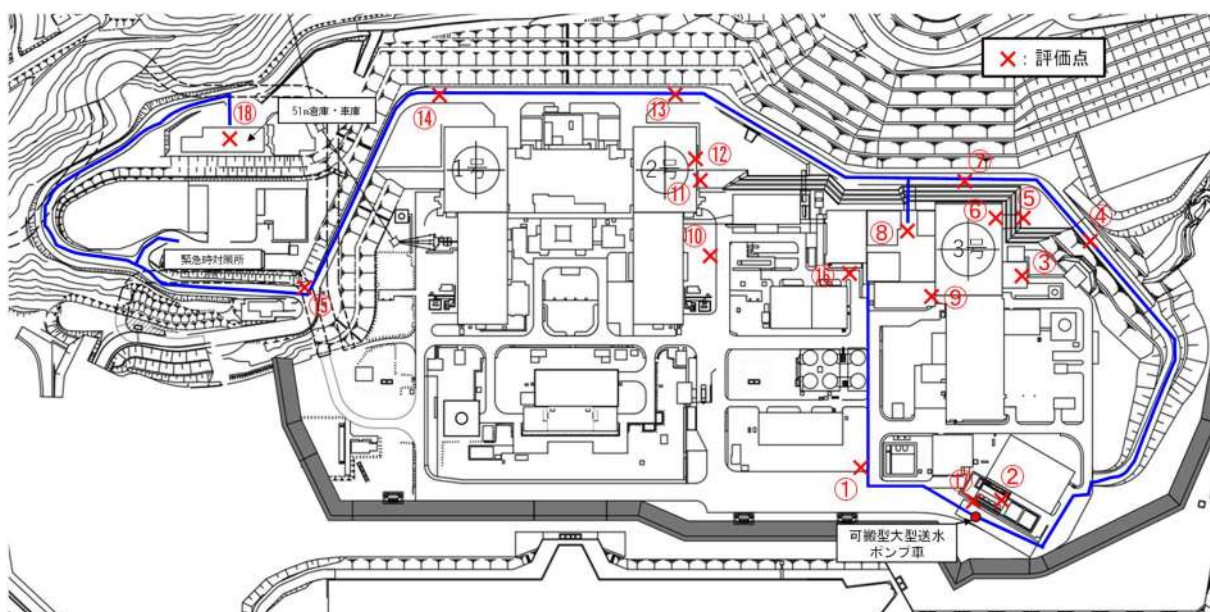 ×:評価点
⑱
51m倉庫・車庫
⑭
⑬
1号
2号
⑫
⑪
⑦
⑥
⑤
④
⑧
3号
⑩
③
緊急時対策所
⑯
⑮
⑨
①
⑰
②
可搬型大型送水
ポンプ車